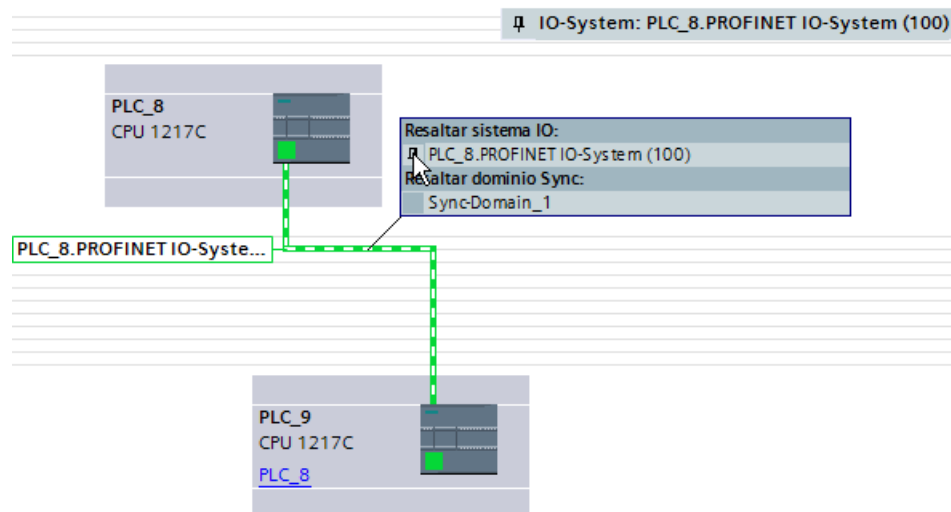 IO-System: PLC_8.PROFINET IO-System (100)
PLC_8
CPU 1217C
Resaltar sistema IO:
PLC_8.PROFINET IO-System (100)
Resaltar dominio Sync:
Sync-Domain_1
PLC_8.PROFINET IO-Syste...
PLC_9
CPU 1217C
PLC_8